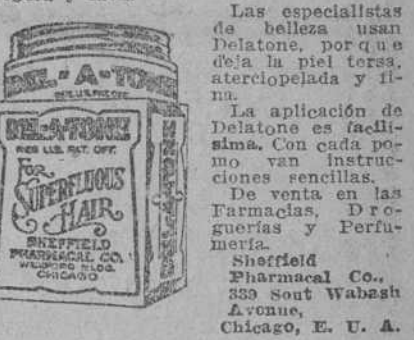 DEL-A-TONE
DEL-A-TONE
REG U.S. PAT. OFF.
FOR
SUPERFLUOUS
HAIR
SHEFFIELD
PHARMACAL CO.
CHICAGO
Las especialistas
de belleza usan
Delatone, porque
deja la piel tersa,
aterciopelada y fi-
na.
La aplicación de
Delatone es facilí-
sima. Con cada po-
mo van instruc-
ciones sencillas.
De venta en las
Farmacias, Dro-
guerías y Perfu-
mería.
Sheffield
Pharmacal Co.,
339 Sout Wabash
Avenue,
Chicago, E. U. A.